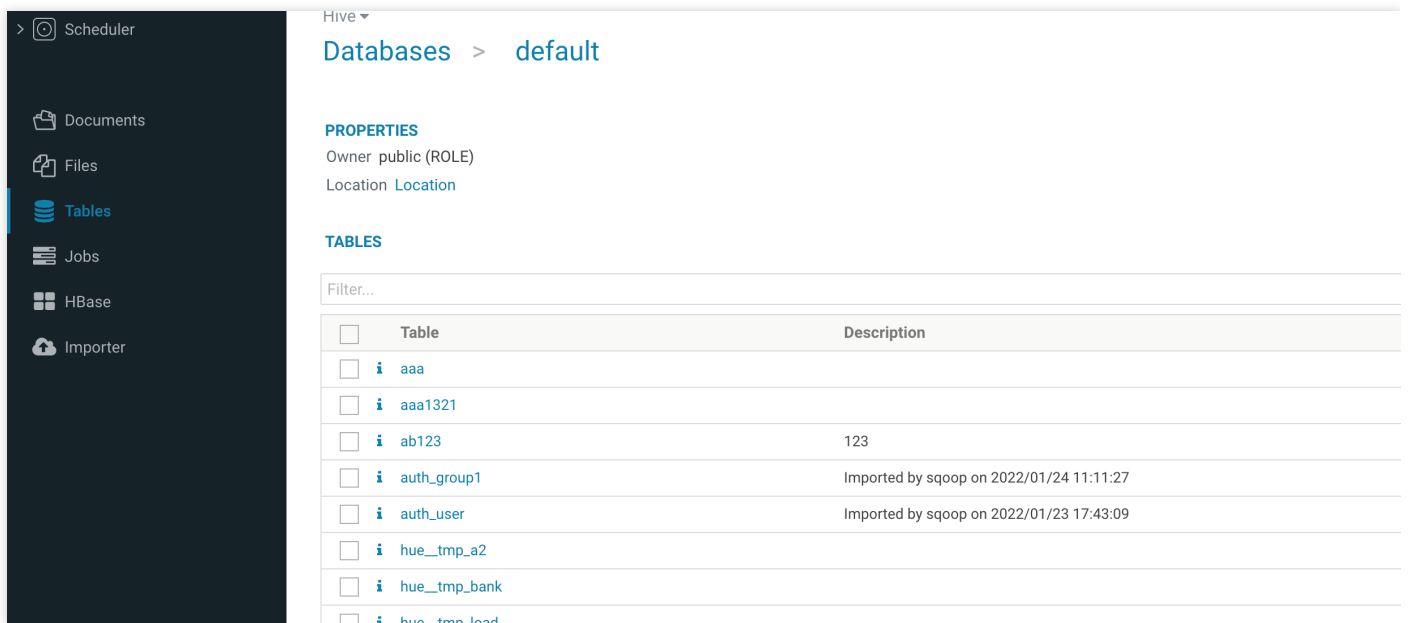 Scheduler
Documents
Files
Tables
Jobs
HBase
Importer
Hive
Databases > default
PROPERTIES
Owner public (ROLE)
Location Location
TABLES
Filter...
Table Description
aaa
aaa1321
ab123 123
auth_group1 Imported by sqoop on 2022/01/24 11:11:27
auth_user Imported by sqoop on 2022/01/23 17:43:09
hue__tmp_a2
hue__tmp_bank
hue__tmp_load